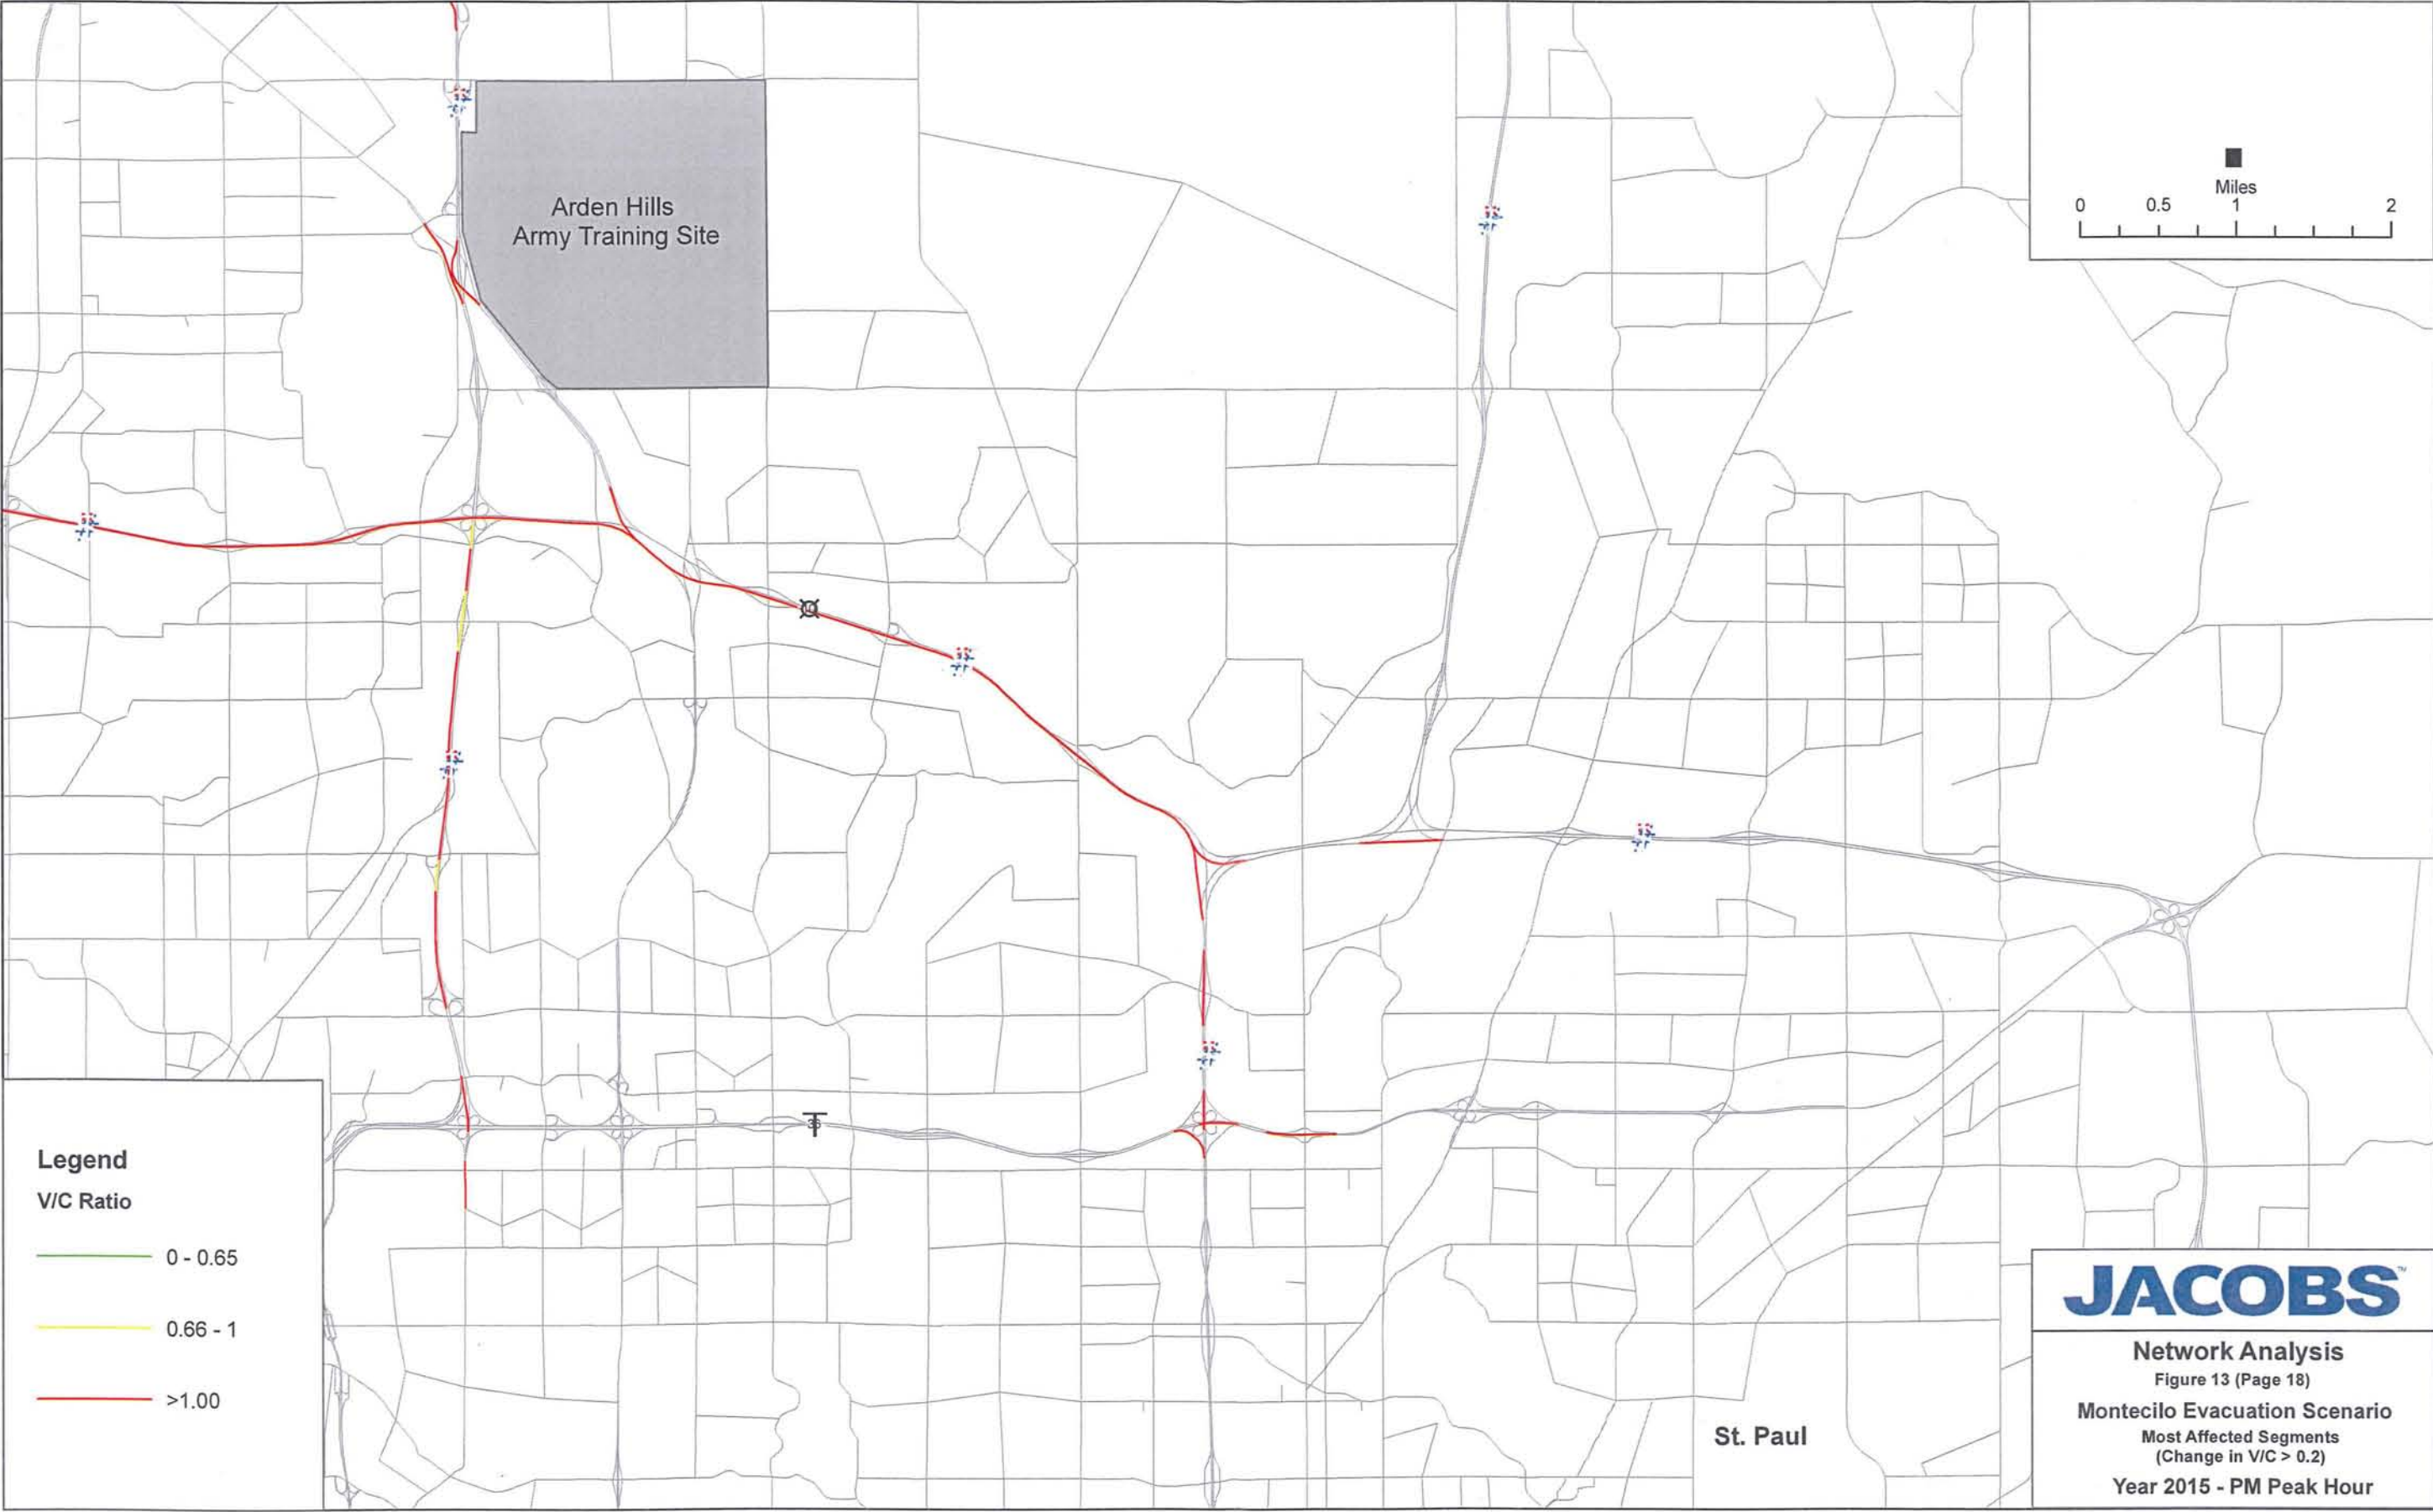 Arden Hills
Army Training Site
Miles
0 0.5 1 2
Legend
V/C Ratio
0 - 0.65
0.66 - 1
>1.00
St. Paul
JACOBS™
Network Analysis
Figure 13 (Page 18)
Montecilo Evacuation Scenario
Most Affected Segments
(Change in V/C > 0.2)
Year 2015 - PM Peak Hour